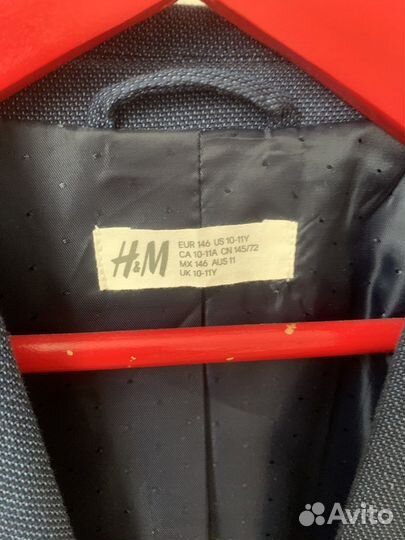 H&M
EUR 146 US 10-11Y
CA 10-11A CN 145/72
MX 146 AUS 11
UK 10-11Y
Avito